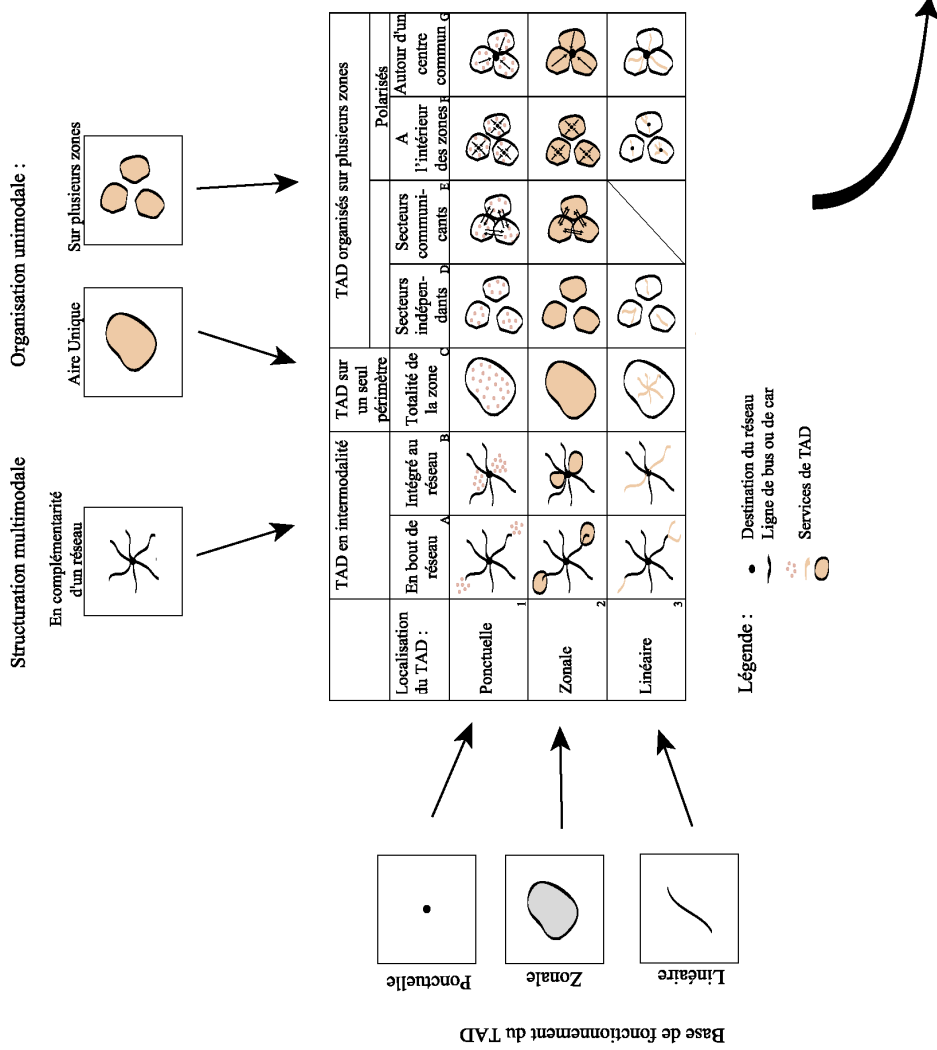 Structuration multimodale
Organisation unimodale :
En complémentarité
d'un réseau
Aire Unique
Sur plusieurs zones
TAD en intermodalité
TAD sur
un seul
périmètre
TAD organisés sur plusieurs zones
Polarisés
Localisation
du TAD :
En bout de
réseau
A
Intégré au
réseau
B
Totalité de
la zone
C
Secteurs
indépen-
dants
D
Secteurs
communi-
cants
E
A
l'intérieur
des zones
F
Autour d'un
centre
commun
G
Ponctuelle
1
Zonale
2
Linéaire
3
Base de fonctionnement du TAD
Ponctuelle
Zonale
Linéaire
Légende :
Destination du réseau
Ligne de bus ou de car
Services de TAD